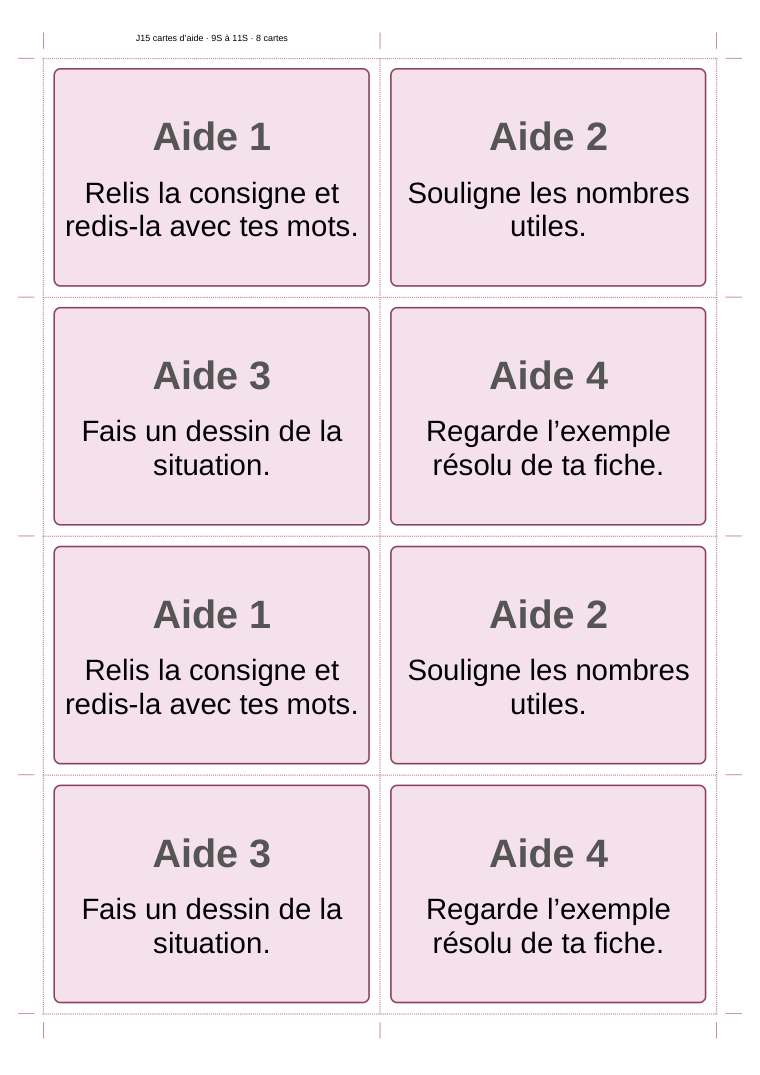 J15 cartes d’aide · 9S à 11S · 8 cartes
Aide 1
Relis la consigne et
redis-la avec tes mots.
Aide 2
Souligne les nombres
utiles.
Aide 3
Fais un dessin de la
situation.
Aide 4
Regarde l’exemple
résolu de ta fiche.
Aide 1
Relis la consigne et
redis-la avec tes mots.
Aide 2
Souligne les nombres
utiles.
Aide 3
Fais un dessin de la
situation.
Aide 4
Regarde l’exemple
résolu de ta fiche.